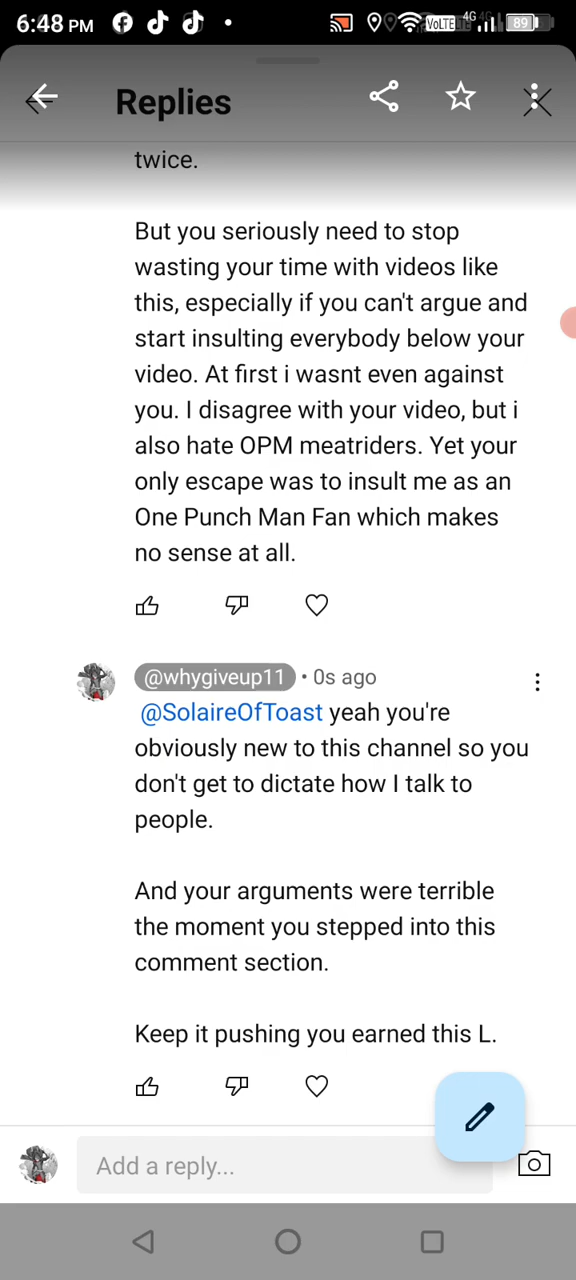 6:48 PM
VoLTE 4G 89
Replies
twice.
But you seriously need to stop
wasting your time with videos like
this, especially if you can't argue and
start insulting everybody below your
video. At first i wasnt even against
you. I disagree with your video, but i
also hate OPM meatriders. Yet your
only escape was to insult me as an
One Punch Man Fan which makes
no sense at all.
@whygiveup11 • 0s ago
@SolaireOfToast yeah you're
obviously new to this channel so you
don't get to dictate how I talk to
people.
And your arguments were terrible
the moment you stepped into this
comment section.
Keep it pushing you earned this L.
Add a reply...